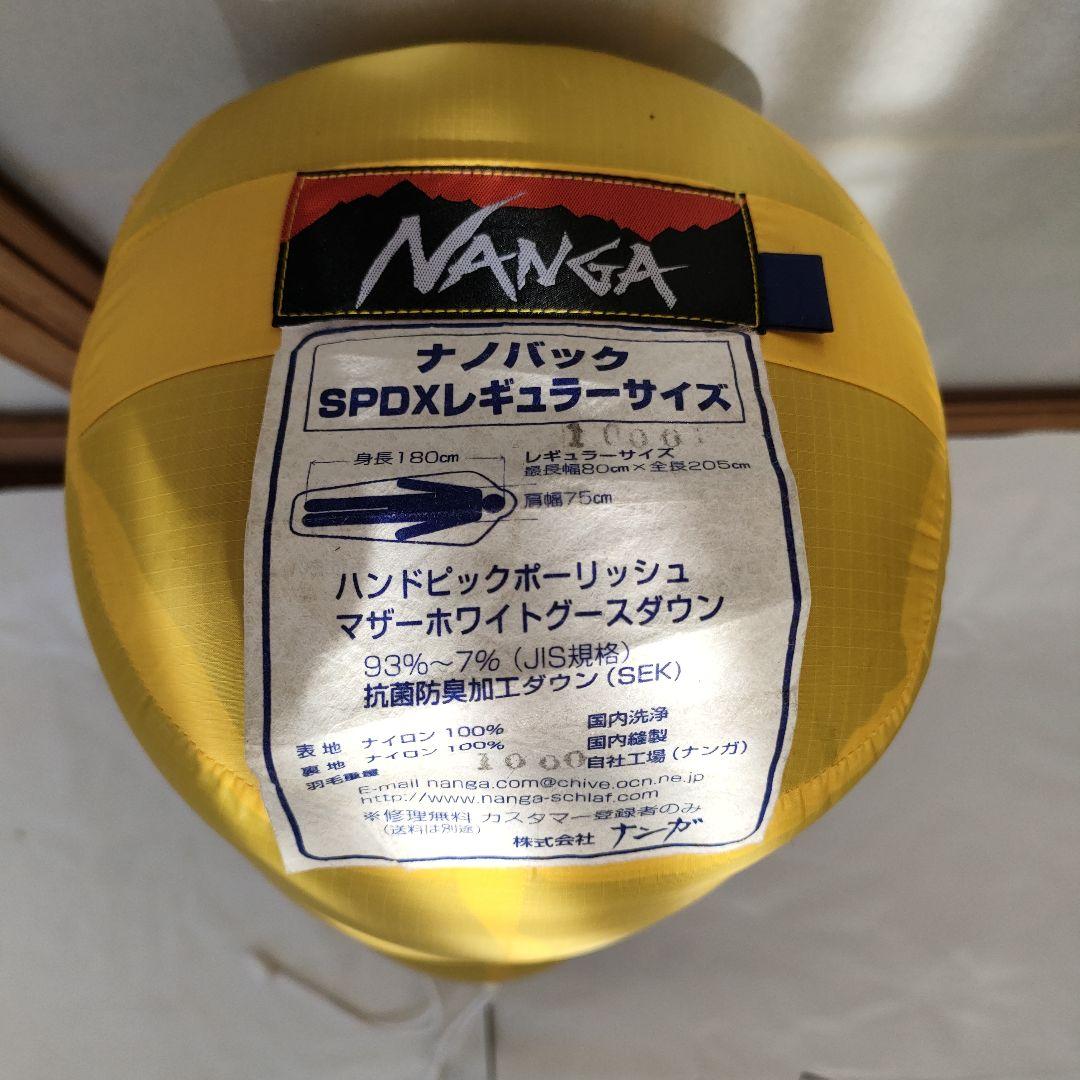 NANGA
ナノバック
SPDXレギュラーサイズ
1000
身長180cm
レギュラーサイズ
最長幅80cm×全長205cm
肩幅75cm
ハンドピックポーリッシュ
マザーホワイトグースダウン
93%～7%（JIS規格）
抗菌防臭加工ダウン（SEK）
表地 ナイロン 100%
裏地 ナイロン 100%
羽毛重量 1000
国内洗浄
国内縫製
自社工場（ナンガ）
E-mail nanga.com@chive.ocn.ne.jp
http://www.nanga-schlaf.com
※修理無料 カスタマー登録者のみ
（送料は別途）
株式会社 ナンガ